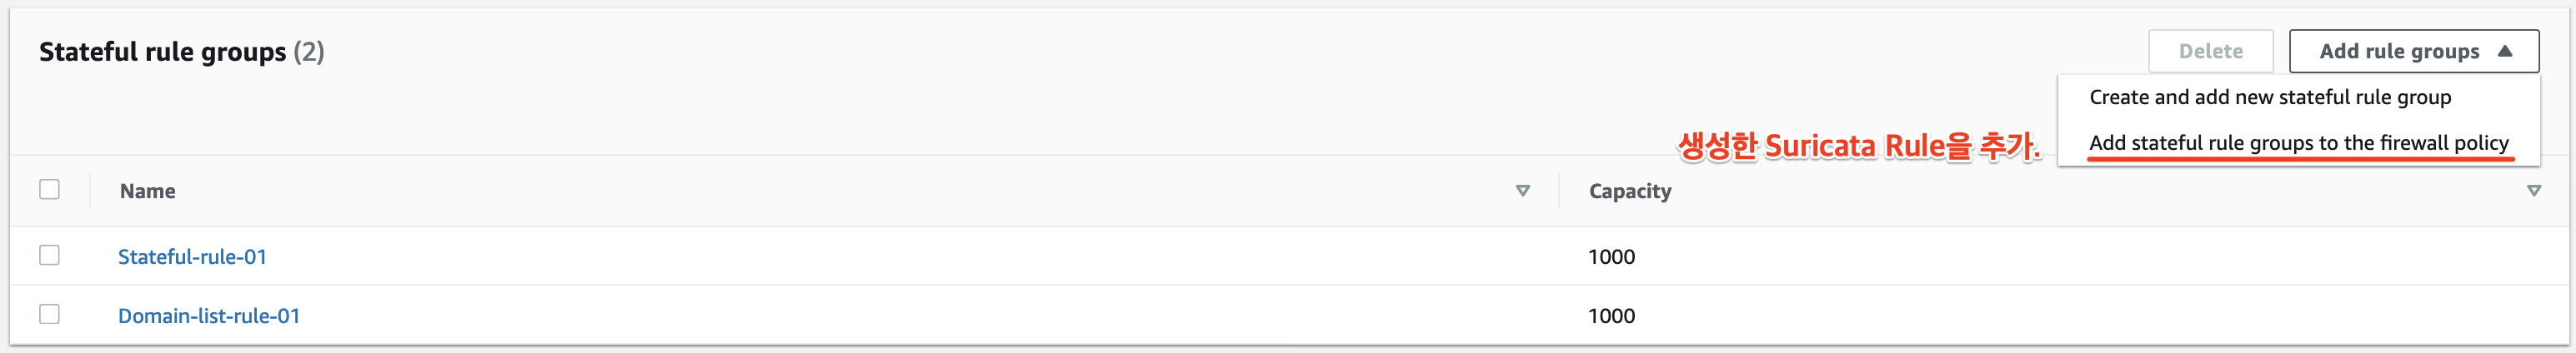 Stateful rule groups (2)
Delete
Add rule groups
Create and add new stateful rule group
생성한 Suricata Rule을 추가.
Add stateful rule groups to the firewall policy
Name
Capacity
Stateful-rule-01
1000
Domain-list-rule-01
1000